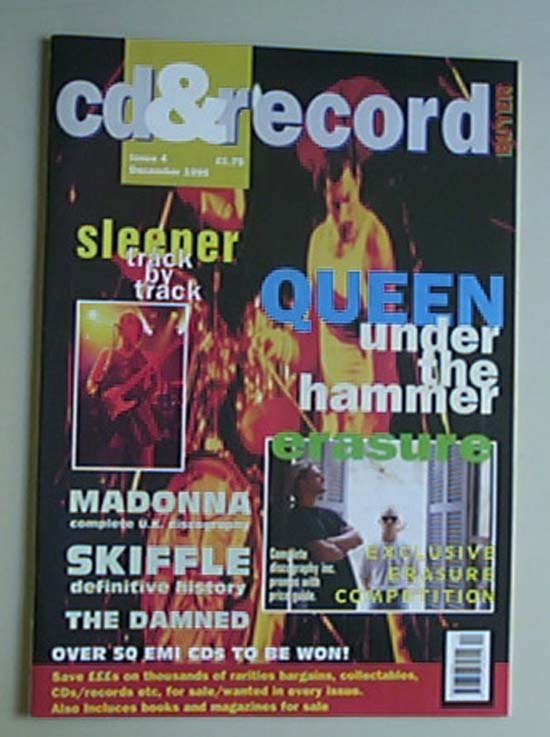 cd&record
BUYER
Issue 4 £1.75
December 1995
sleeper
track
by
track
QUEEN
under
the
hammer
erasure
MADONNA
complete U.K. discography
SKIFFLE
definitive history
THE DAMNED
Complete
discography inc.
promos with
price guide.
EXCLUSIVE
ERASURE
COMPETITION
OVER 50 EMI CDs TO BE WON!
Save £££s on thousands of rarities bargains, collectables,
CDs/records etc, for sale/wanted in every issue.
Also includes books and magazines for sale